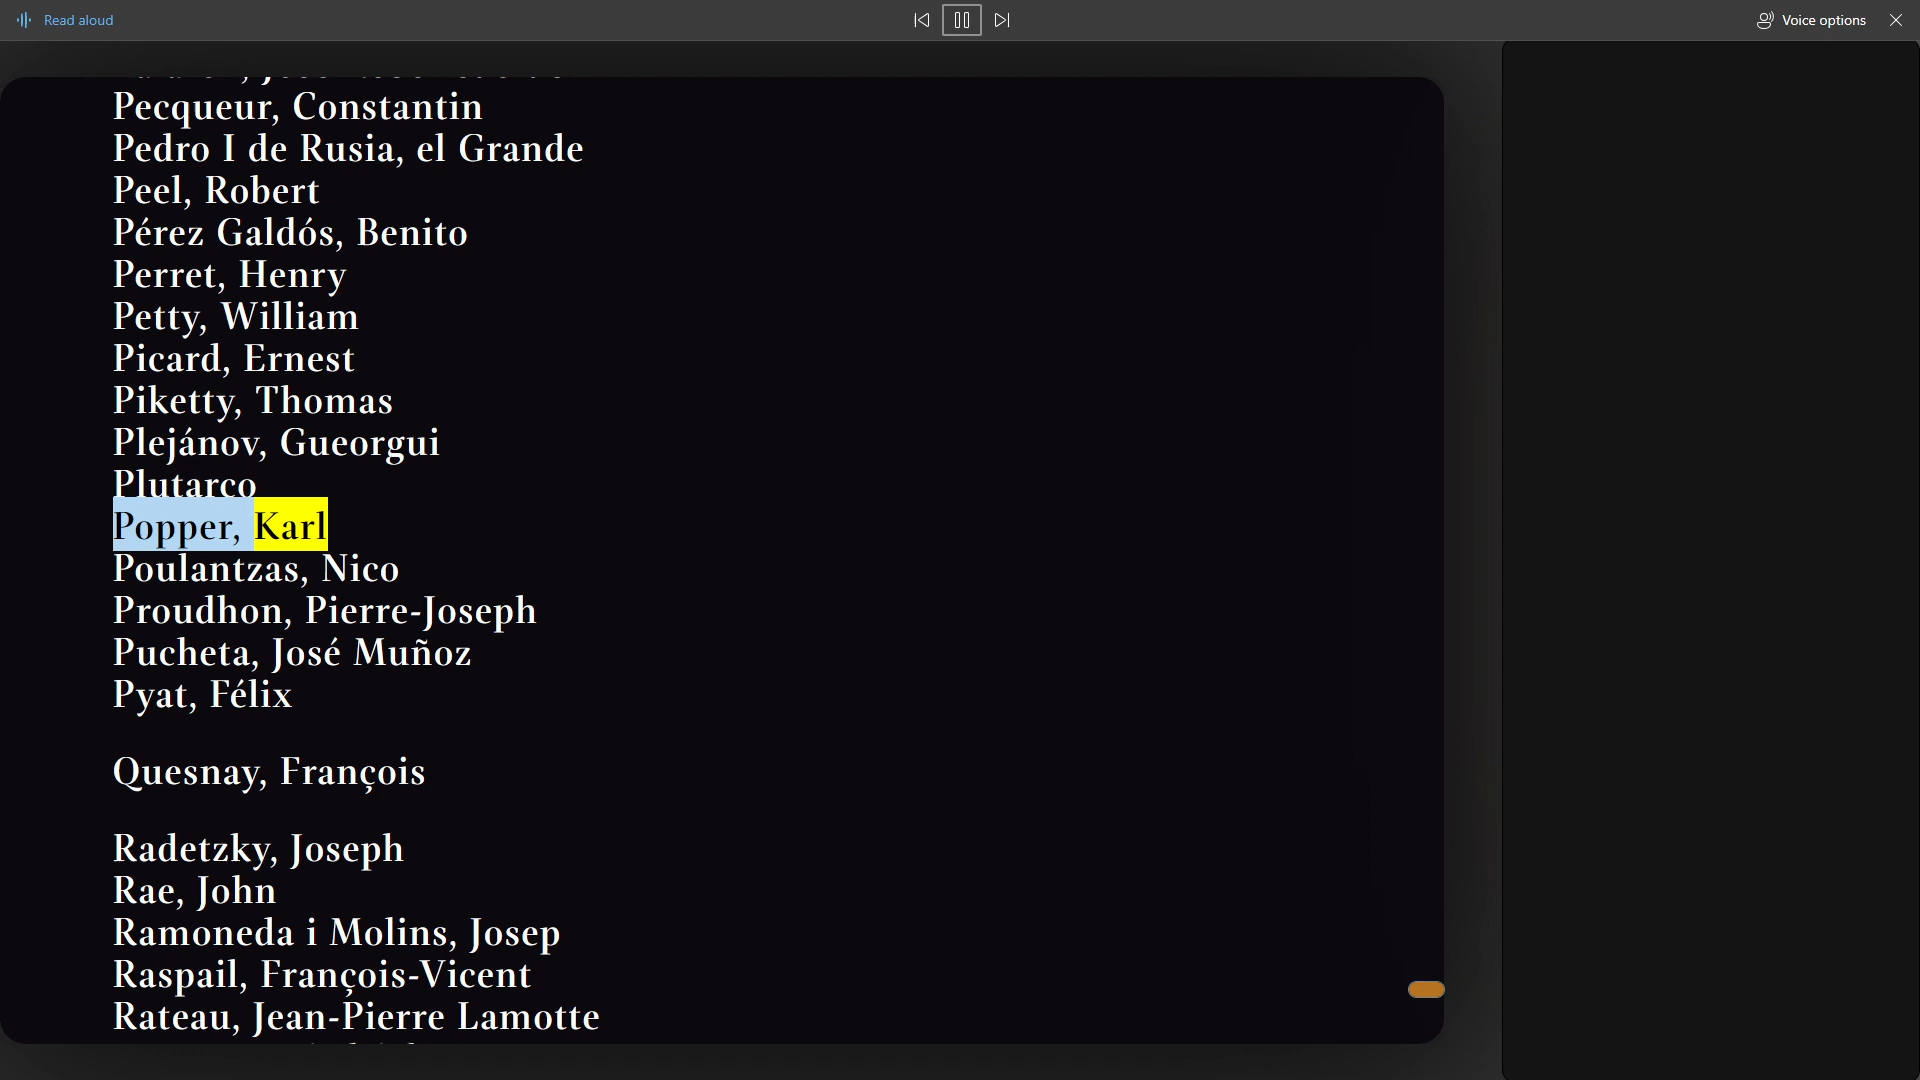 Read aloud
Voice options
Pecqueur, Constantin
Pedro I de Rusia, el Grande
Peel, Robert
Pérez Galdós, Benito
Perret, Henry
Petty, William
Picard, Ernest
Piketty, Thomas
Plejánov, Gueorgui
Plutarco
Popper, Karl
Poulantzas, Nico
Proudhon, Pierre-Joseph
Pucheta, José Muñoz
Pyat, Félix
Quesnay, François
Radetzky, Joseph
Rae, John
Ramoneda i Molins, Josep
Raspail, François-Vicent
Rateau, Jean-Pierre Lamotte